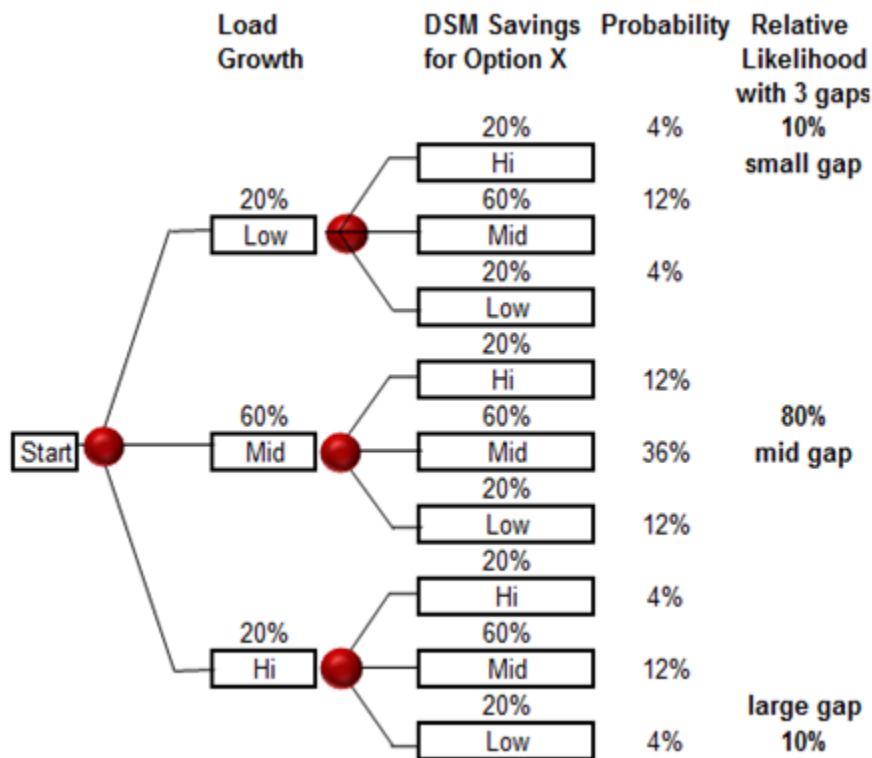 Load DSM Savings Probability Relative
Growth for Option X Likelihood
with 3 gaps
20% 4% 10%
Hi small gap
20% 60% 12%
Low Mid
20% 4%
Low
20%
Hi 12%
60% 60% 80%
Start Mid Mid 36% mid gap
20%
Low 12%
20%
Hi 4%
20% 60%
Hi Mid 12%
20% large gap
Low 4% 10%